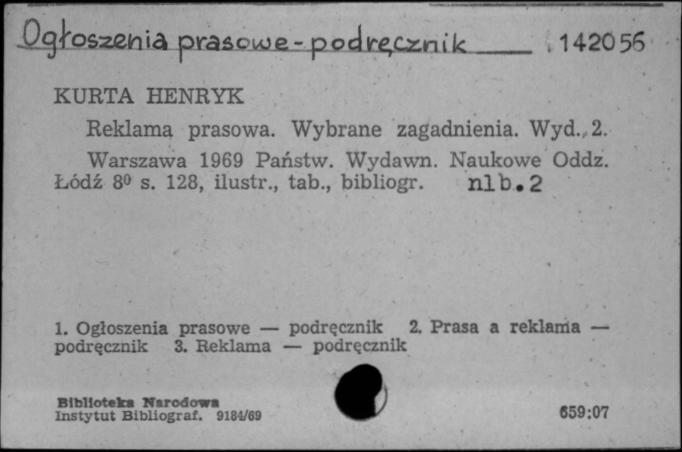 Ogłoszenia prasowe - podręcznik 142056
KURTA HENRYK
Reklama prasowa. Wybrane zagadnienia. Wyd. 2.
Warszawa 1969 Państw. Wydawn. Naukowe Oddz.
Łódź 8⁰ s. 128, ilustr., tab., bibliogr. nlb. 2
1. Ogłoszenia prasowe — podręcznik 2. Prasa a reklama —
podręcznik 3. Reklama — podręcznik
Biblioteka Narodowa
Instytut Bibliograf. 9184/69
659:07